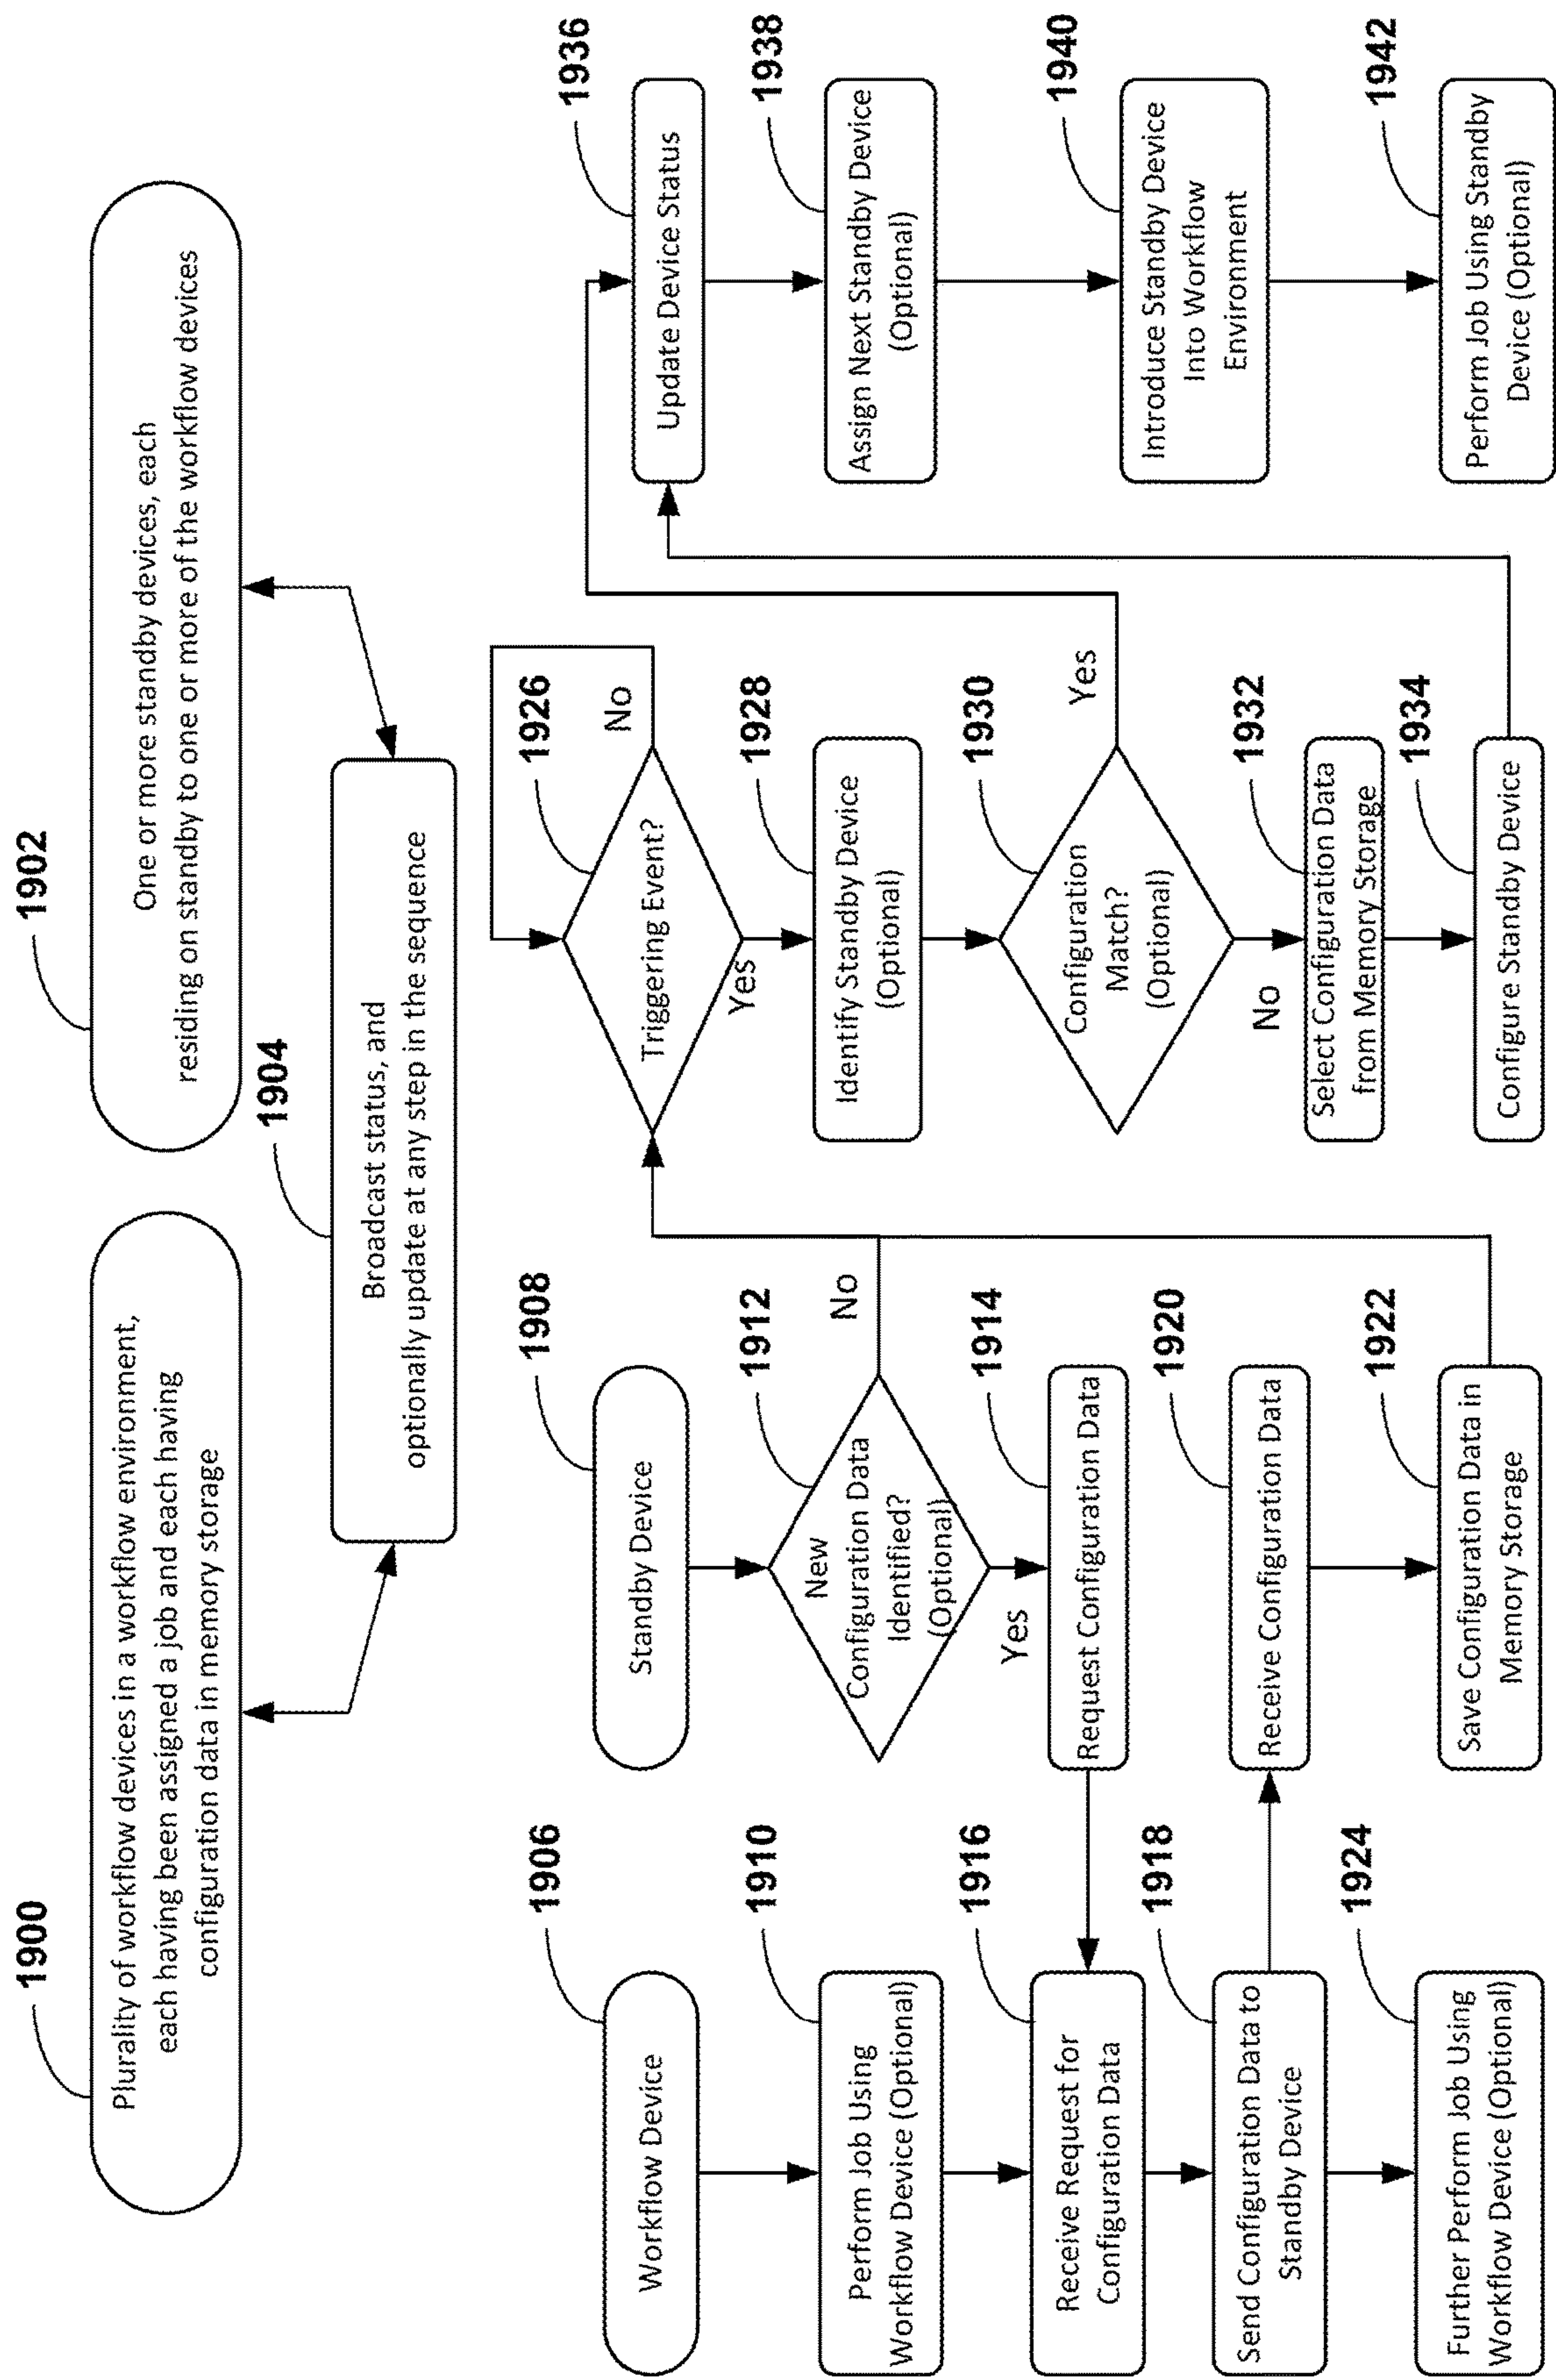 1900
Plurality of workflow devices in a workflow environment,
each having been assigned a job and each having
configuration data in memory storage
1902
One or more standby devices, each
residing on standby to one or more of the workflow devices
1904
Broadcast status, and
optionally update at any step in the sequence
1906
Workflow Device
1910
Perform Job Using
Workflow Device (Optional)
1916
Receive Request for
Configuration Data
1918
Send Configuration Data to
Standby Device
1924
Further Perform Job Using
Workflow Device (Optional)
1908
Standby Device
1912
New
Configuration Data
Identified?
(Optional)
No
Yes
1914
Request Configuration Data
1920
Receive Configuration Data
1922
Save Configuration Data in
Memory Storage
1926
Triggering Event?
No
Yes
1928
Identify Standby Device
(Optional)
1930
Configuration
Match?
(Optional)
Yes
No
1932
Select Configuration Data
from Memory Storage
1934
Configure Standby Device
1936
Update Device Status
1938
Assign Next Standby Device
(Optional)
1940
Introduce Standby Device
Into Workflow
Environment
1942
Perform Job Using Standby
Device (Optional)